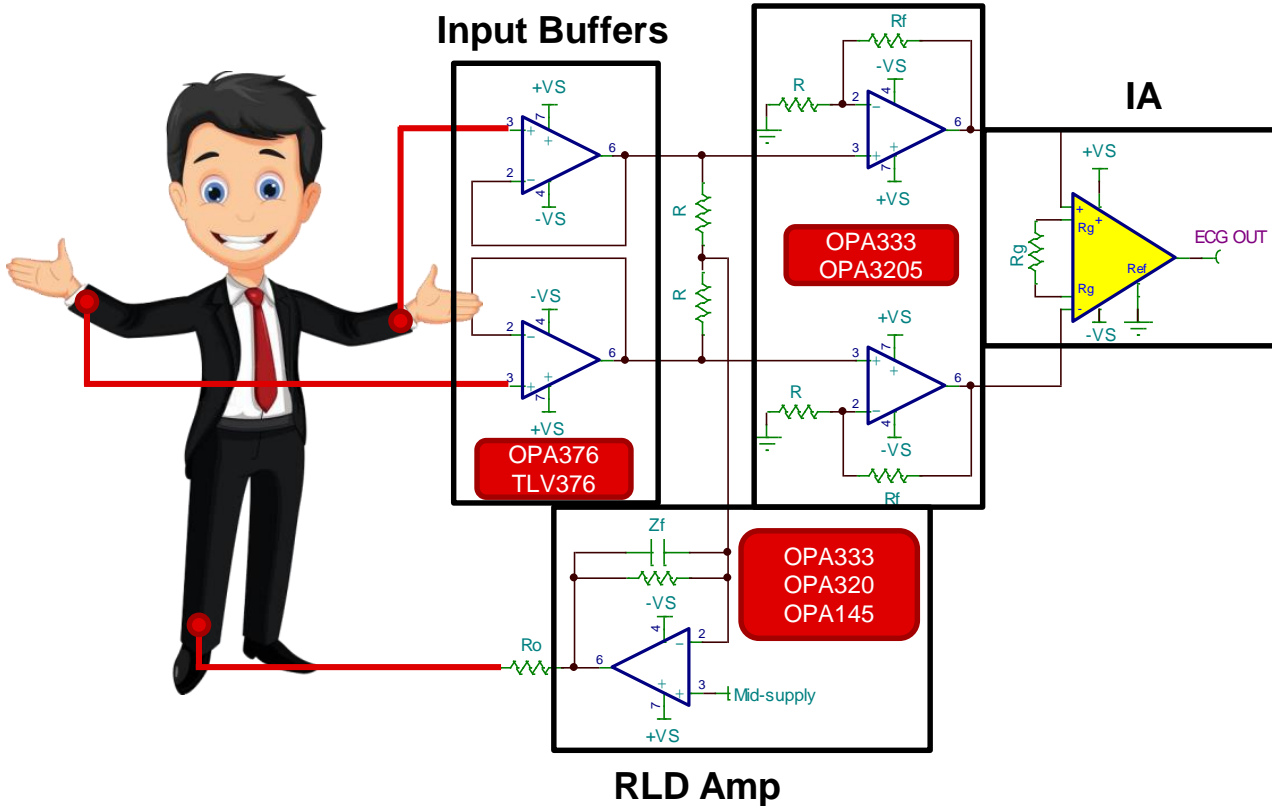 Input Buffers
+VS
7
3
+
+
6
2
-
4
-VS
-VS
4
2
-
6
3
+
+
7
+VS
OPA376
TLV376
R
R
Rf
-VS
R
4
2
-
6
3
+
+
7
+VS
OPA333
OPA3205
+VS
7
3
+
+
6
R
2
-
4
-VS
Rf
IA
+VS
+
Rg
+
Rg
Ref
Rg
-
-VS
ECG OUT
Zf
-VS
4
2
-
Ro
6
3
+
+
Mid-supply
7
+VS
OPA333
OPA320
OPA145
RLD Amp